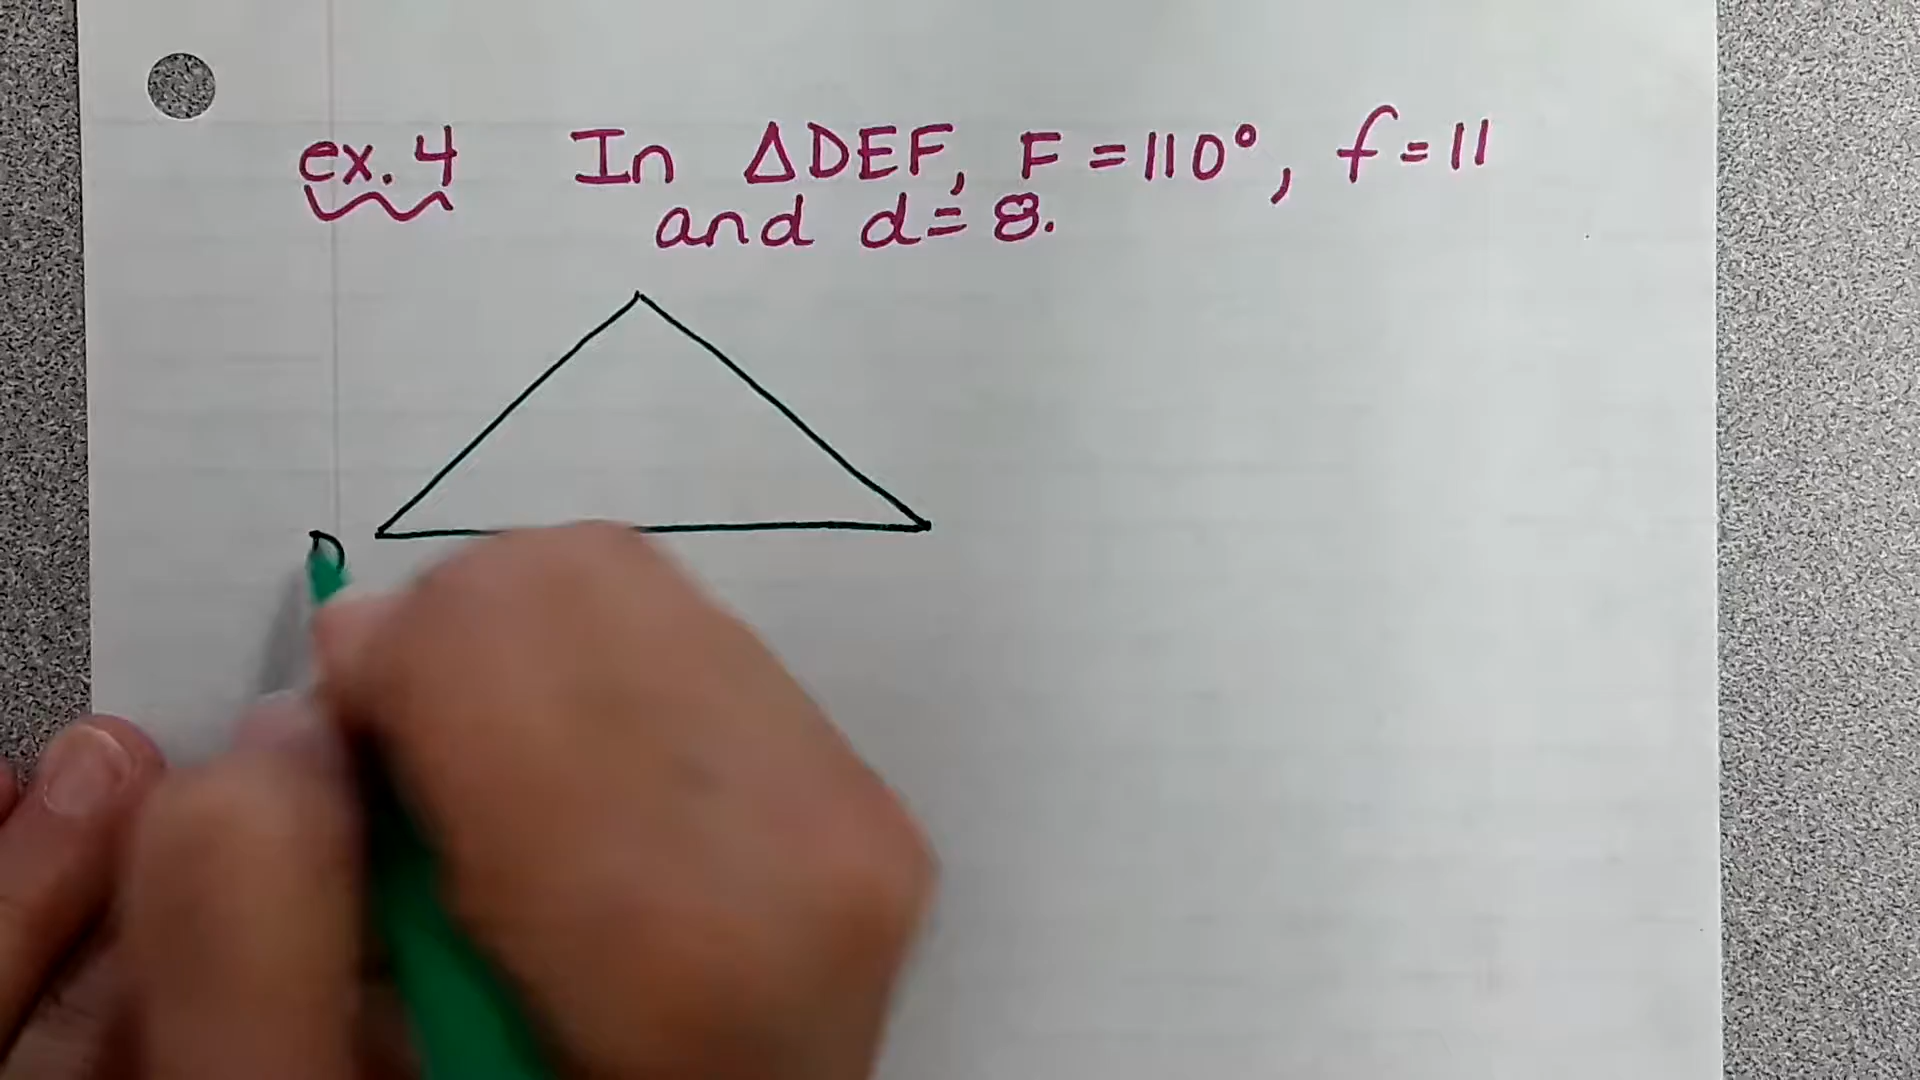 ex. 4 In ΔDEF, F = 110°, f = 11
and d = 8.
D